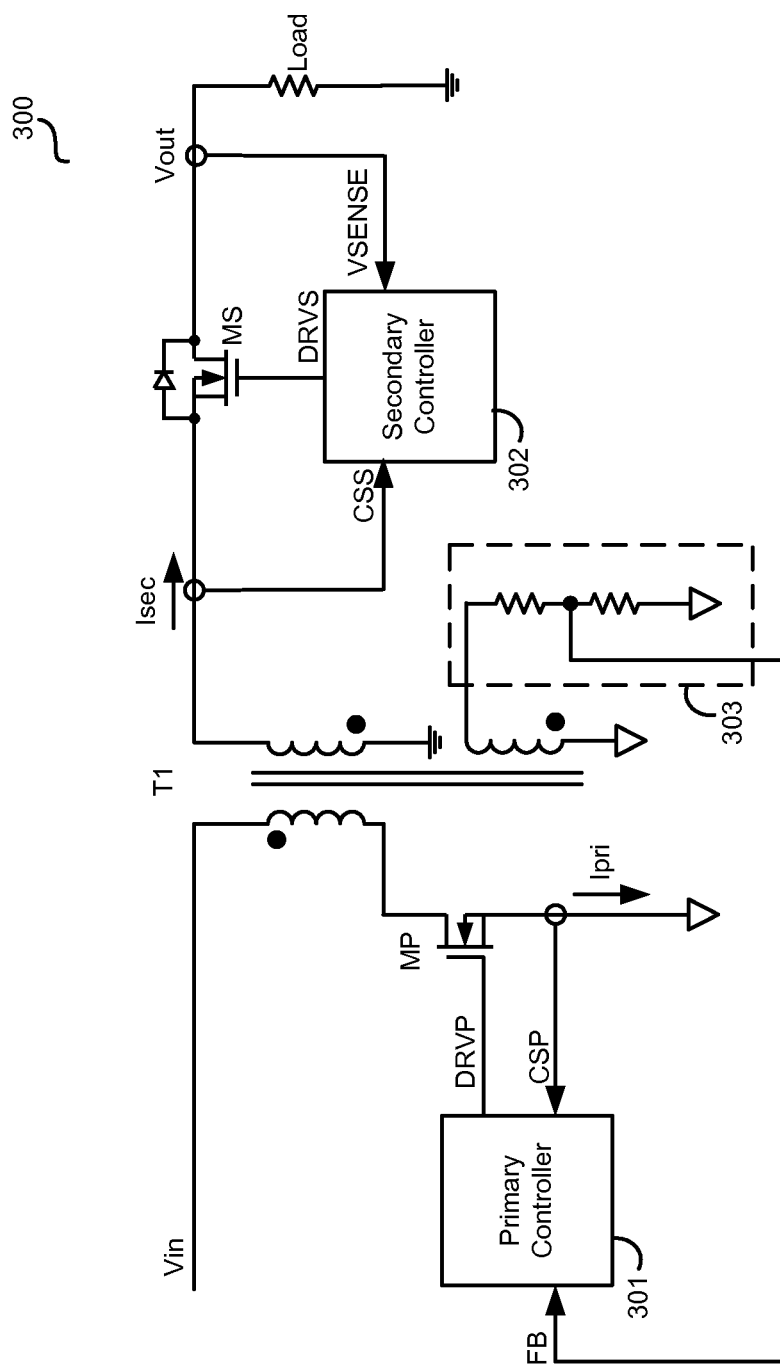 300
Vin
T1
Isec
MS
Vout
Load
CSS
DRVS
VSENSE
Secondary
Controller
302
MP
Ipri
DRVP
CSP
FB
Primary
Controller
301
303